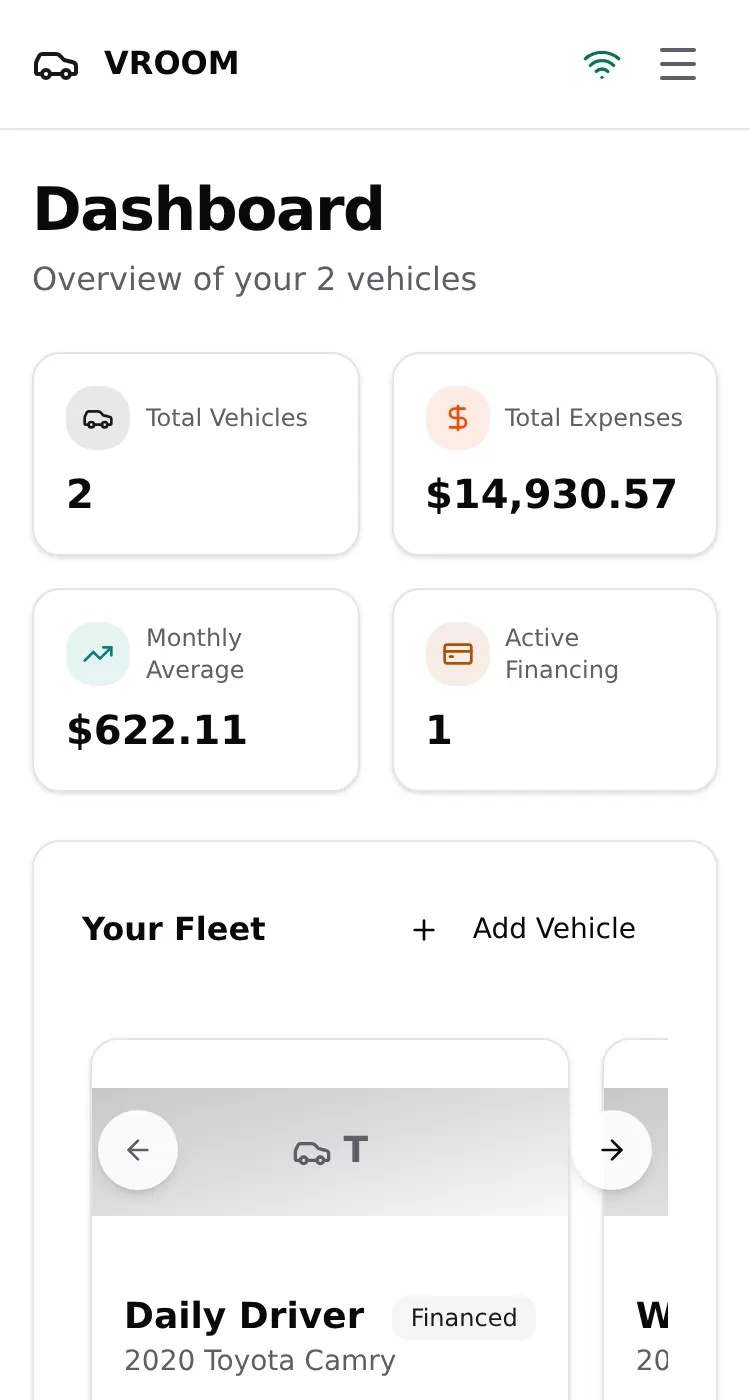 VROOM
Dashboard
Overview of your 2 vehicles
Total Vehicles
2
Total Expenses
$14,930.57
Monthly
Average
$622.11
Active
Financing
1
Your Fleet
Add Vehicle
T
Daily Driver
Financed
2020 Toyota Camry
W
20